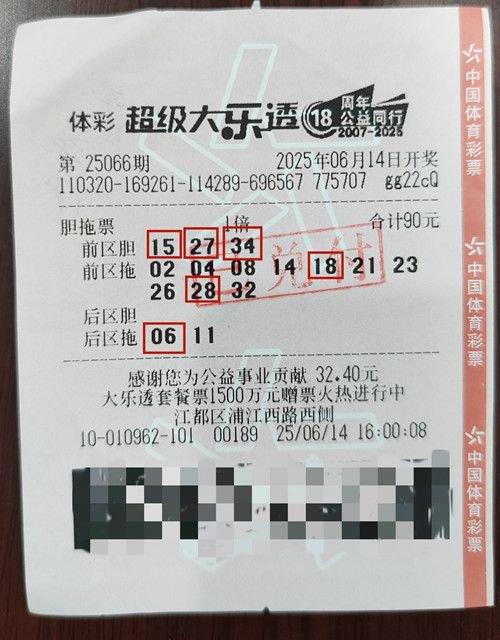 体彩 超级大乐透 18 周年 公益同行 2007-2025
第 25066期 2025年06月14日开奖
110320-169261-114289-696567 775707 gg22cQ
胆拖票 1倍 合计90元
前区胆 15 27 34
前区拖 02 04 08 14 18 21 23
26 28 32
后区胆
后区拖 06 11
兑付
感谢您为公益事业贡献 32.40元
大乐透套餐票1500万元赠票火热进行中
江都区浦江西路西侧
10-010962-101 00189 25/06/14 16:00:08
中国体育彩票
中国体育彩票
中国体育彩票